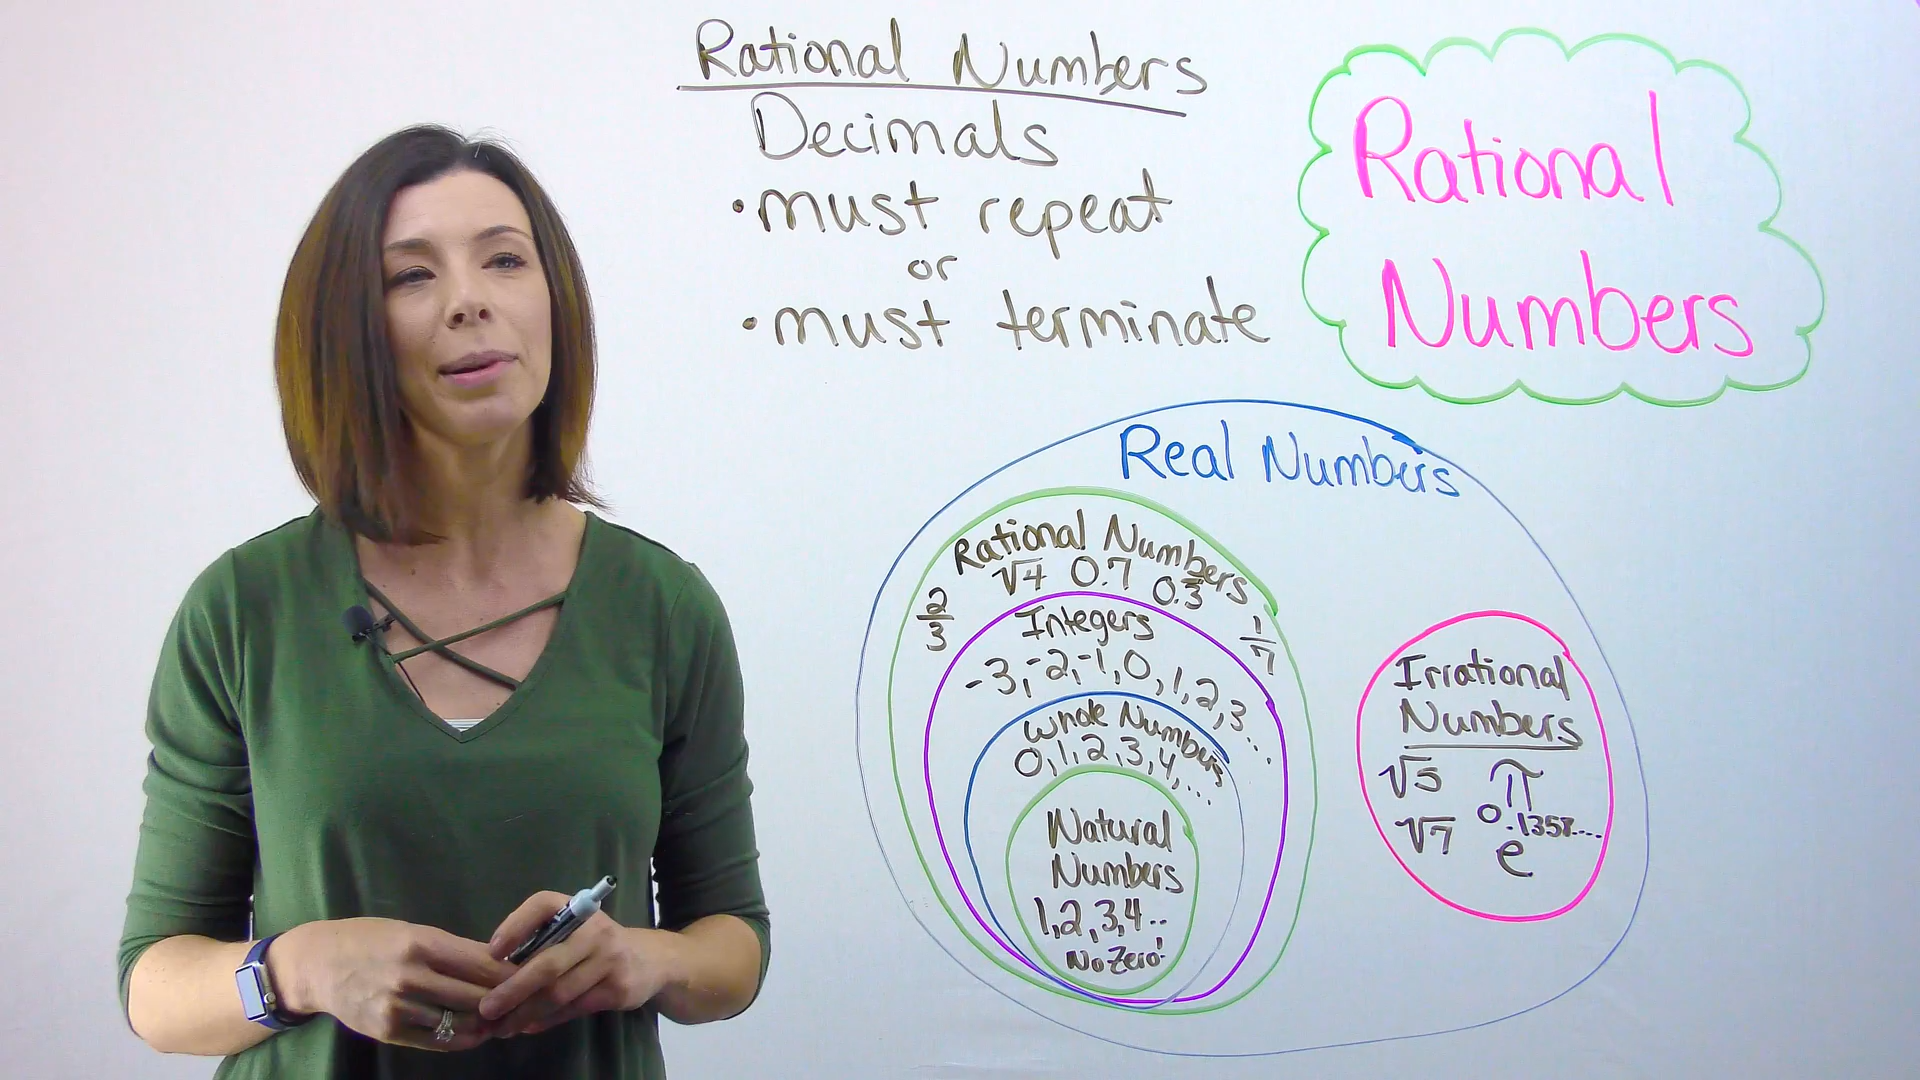 Rational Numbers
Decimals
• must repeat
or
• must terminate
Rational
Numbers
Real Numbers
Rational Numbers
√4 0.7 0.3̅
2/3
1/7
Integers
-3, -2, -1, 0, 1, 2, 3...
Whole Numbers
0, 1, 2, 3, 4, ...
Natural
Numbers
1, 2, 3, 4...
No Zero!
Irrational
Numbers
√5 π
√7 0.1358....
e